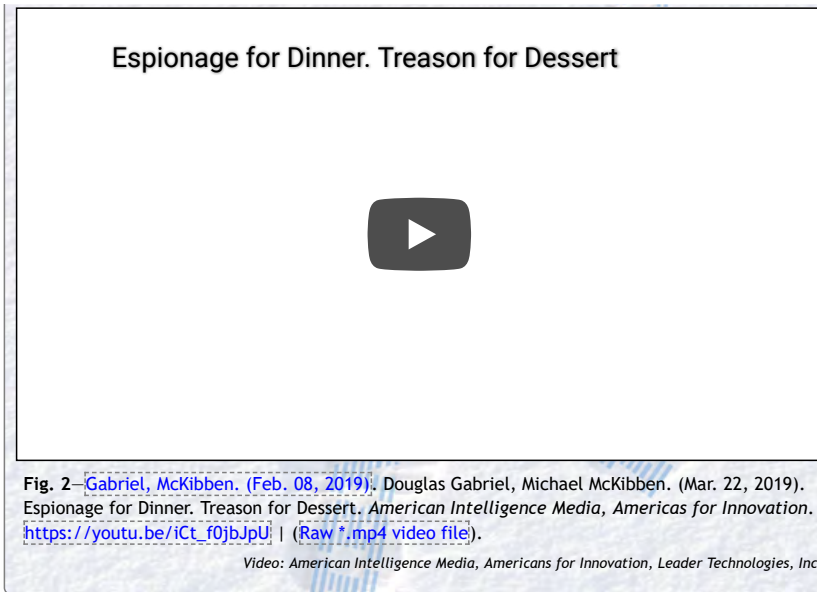 Espionage for Dinner. Treason for Dessert
Fig. 2—Gabriel, McKibben. (Feb. 08, 2019). Douglas Gabriel, Michael McKibben. (Mar. 22, 2019).
Espionage for Dinner. Treason for Dessert. American Intelligence Media, Americas for Innovation.
https://youtu.be/iCt_f0jbJpU | (Raw *.mp4 video file).
Video: American Intelligence Media, Americans for Innovation, Leader Technologies, Inc